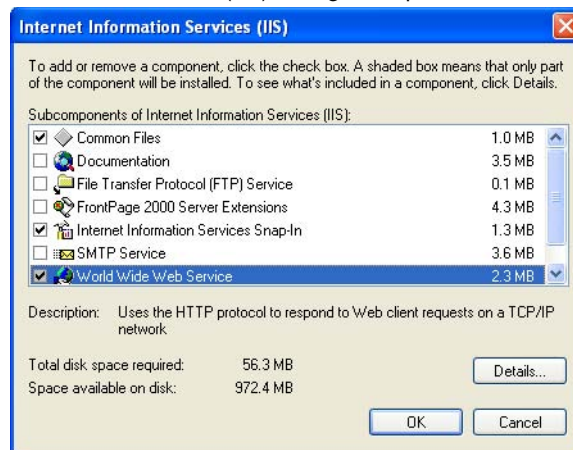 Internet Information Services (IIS)
To add or remove a component, click the check box. A shaded box means that only part
of the component will be installed. To see what's included in a component, click Details.
Subcomponents of Internet Information Services (IIS):
Common Files 1.0 MB
Documentation 3.5 MB
File Transfer Protocol (FTP) Service 0.1 MB
FrontPage 2000 Server Extensions 4.3 MB
Internet Information Services Snap-In 1.3 MB
SMTP Service 3.6 MB
World Wide Web Service 2.3 MB
Description: Uses the HTTP protocol to respond to Web client requests on a TCP/IP
network
Total disk space required: 56.3 MB
Details...
Space available on disk: 972.4 MB
OK Cancel